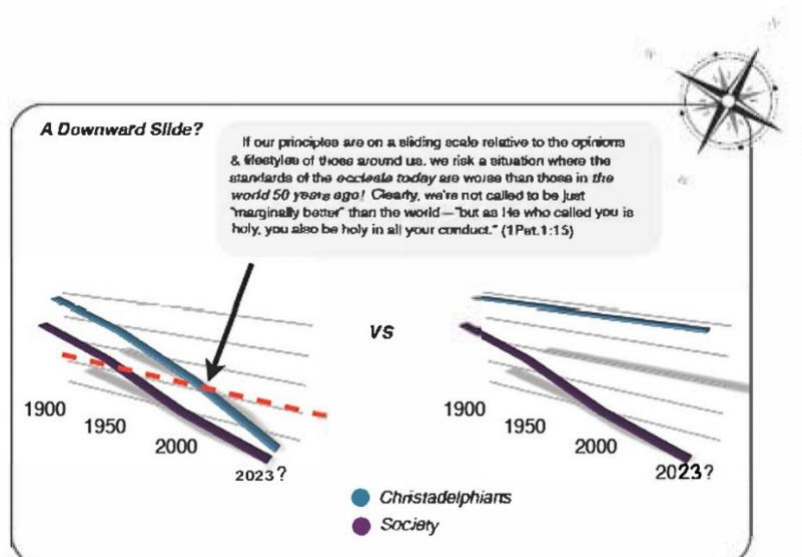 A Downward Slide?
If our principles are on a sliding scale relative to the opinions
& lifestyles of those around us, we risk a situation where the
standards of the ecclesia today are worse than those in the
world 50 years ago! Clearly, we're not called to be just
"marginally better" than the world—"but as He who called you is
holy, you also be holy in all your conduct." (1Pet.1:15)
vs
1900
1950
2000
2023?
1900
1950
2000
2023?
Christadelphians
Society